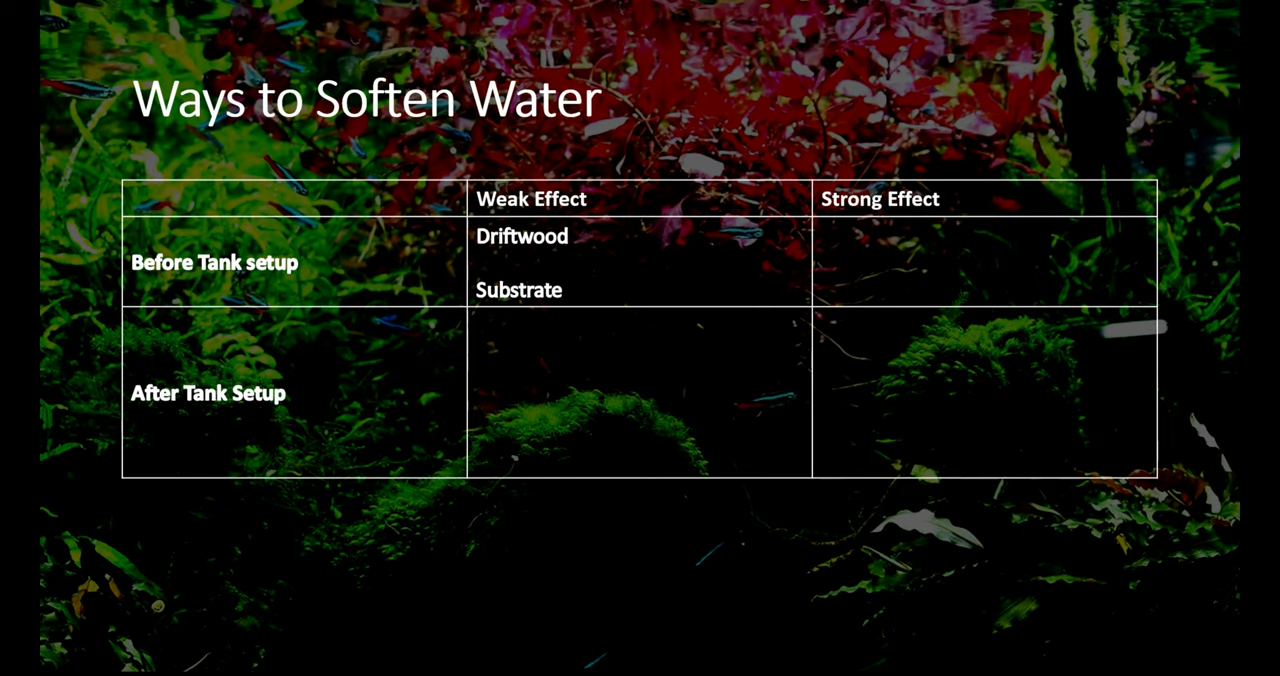 Ways to Soften Water
Weak Effect
Strong Effect
Before Tank setup
Driftwood
Substrate
After Tank Setup